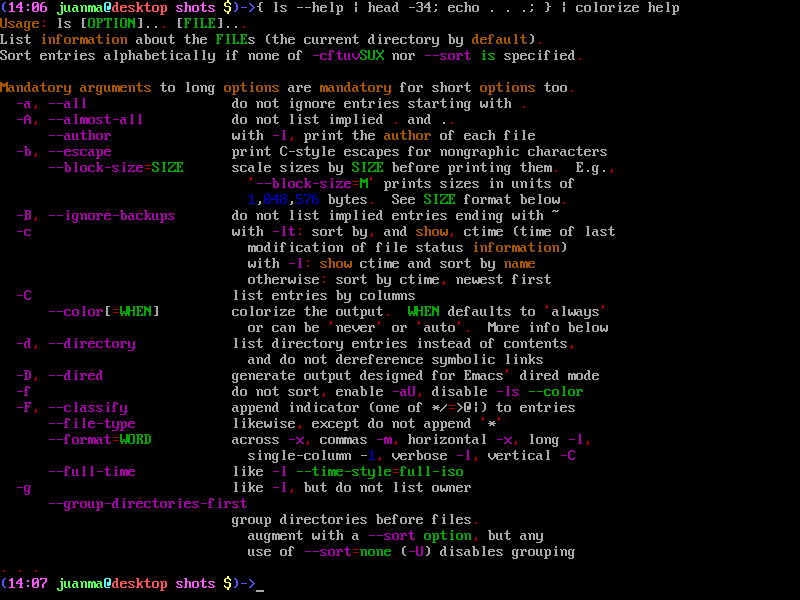 (14:06 juanma@desktop shots $)->{ ls --help | head -34; echo . . .; } | colorize help
Usage: ls [OPTION]... [FILE]...
List information about the FILEs (the current directory by default).
Sort entries alphabetically if none of -cftuvSUX nor --sort is specified.

Mandatory arguments to long options are mandatory for short options too.
  -a, --all                  do not ignore entries starting with .
  -A, --almost-all           do not list implied . and ..
      --author               with -l, print the author of each file
  -b, --escape               print C-style escapes for nongraphic characters
      --block-size=SIZE      scale sizes by SIZE before printing them.  E.g.,
                               '--block-size=M' prints sizes in units of
                               1,048,576 bytes.  See SIZE format below.
  -B, --ignore-backups       do not list implied entries ending with ~
  -c                         with -lt: sort by, and show, ctime (time of last
                               modification of file status information)
                               with -l: show ctime and sort by name
                               otherwise: sort by ctime, newest first
  -C                         list entries by columns
      --color[=WHEN]         colorize the output.  WHEN defaults to 'always'
                               or can be 'never' or 'auto'.  More info below
  -d, --directory            list directory entries instead of contents,
                               and do not dereference symbolic links
  -D, --dired                generate output designed for Emacs' dired mode
  -f                         do not sort, enable -aU, disable -ls --color
  -F, --classify             append indicator (one of */=>@|) to entries
      --file-type            likewise, except do not append '*'
      --format=WORD          across -x, commas -m, horizontal -x, long -l,
                               single-column -1, verbose -l, vertical -C
      --full-time            like -l --time-style=full-iso
  -g                         like -l, but do not list owner
      --group-directories-first
                             group directories before files.
                               augment with a --sort option, but any
                               use of --sort=none (-U) disables grouping
. . .
(14:07 juanma@desktop shots $)->_